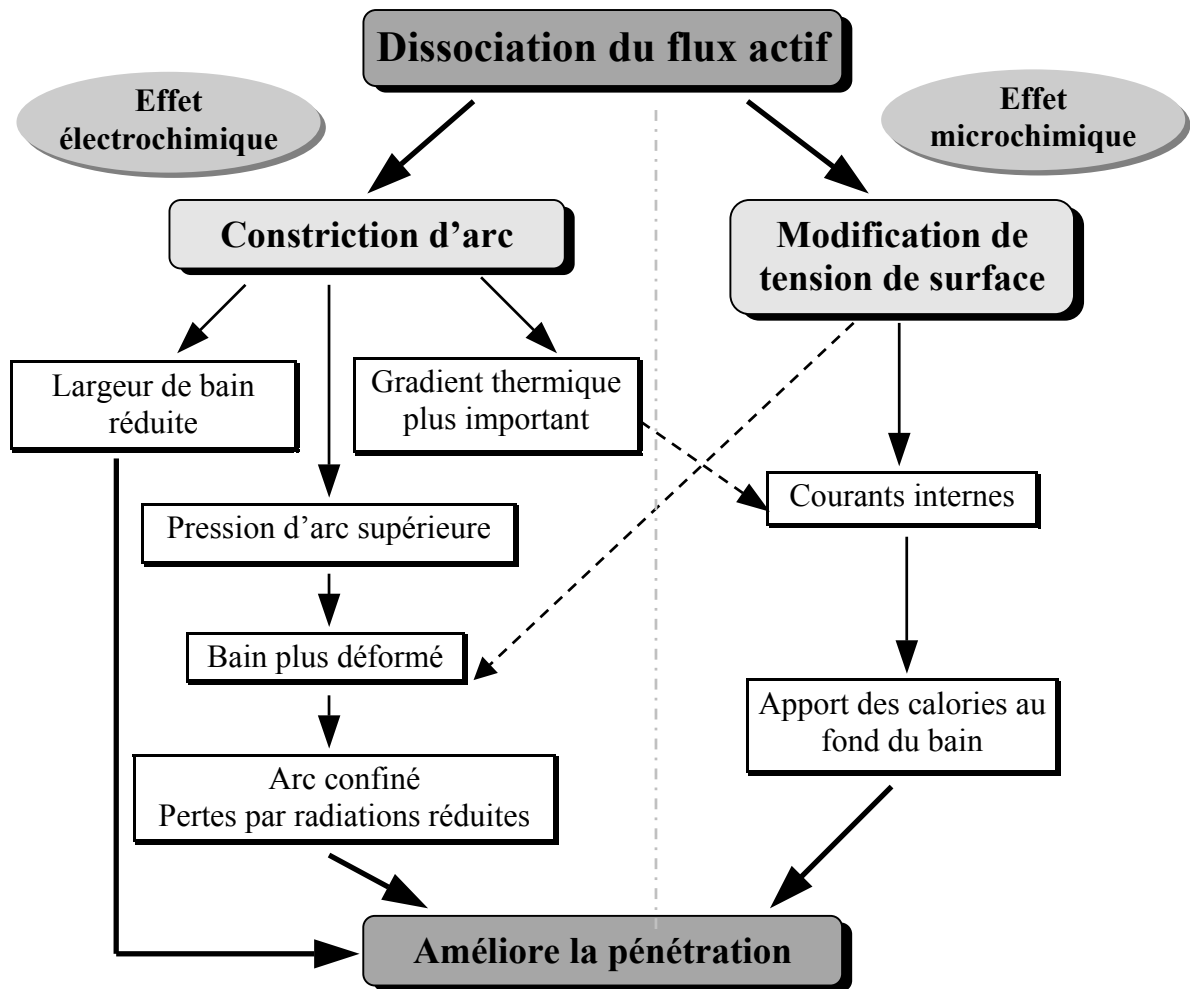 Dissociation du flux actif
Effet
électrochimique
Effet
microchimique
Constriction d’arc
Modification de
tension de surface
Largeur de bain
réduite
Gradient thermique
plus important
Courants internes
Pression d’arc supérieure
Bain plus déformé
Apport des calories au
fond du bain
Arc confiné
Pertes par radiations réduites
Améliore la pénétration